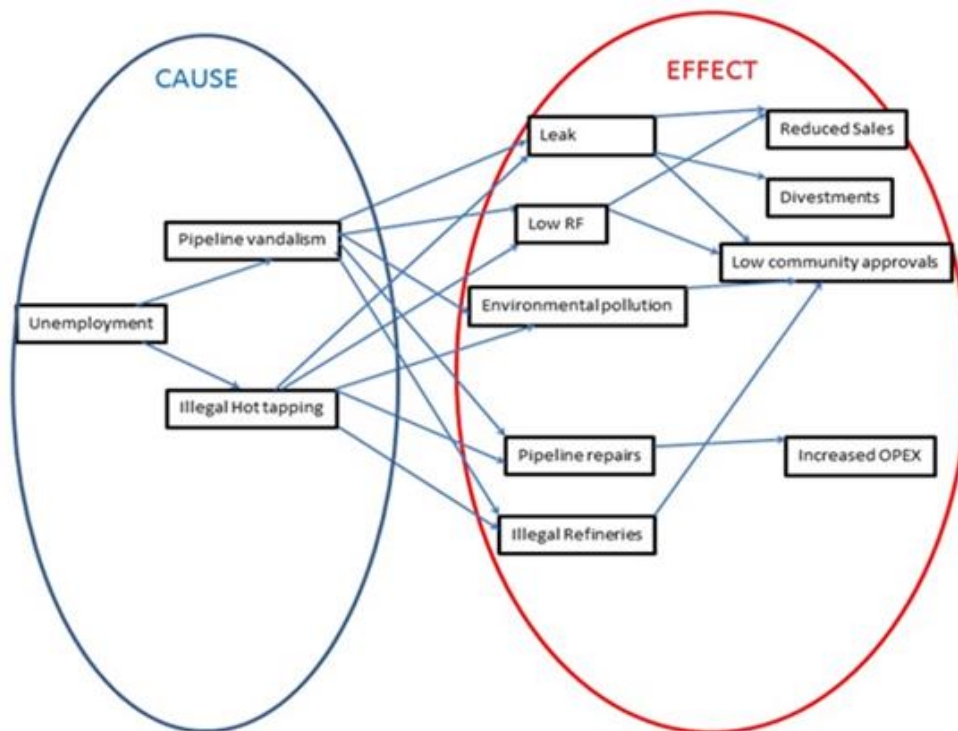 CAUSE
EFFECT
Leak
Reduced Sales
Divestments
Pipeline vandalism
Low RF
Low community approvals
Unemployment
Environmental pollution
Illegal Hot tapping
Pipeline repairs
Increased OPEX
Illegal Refineries